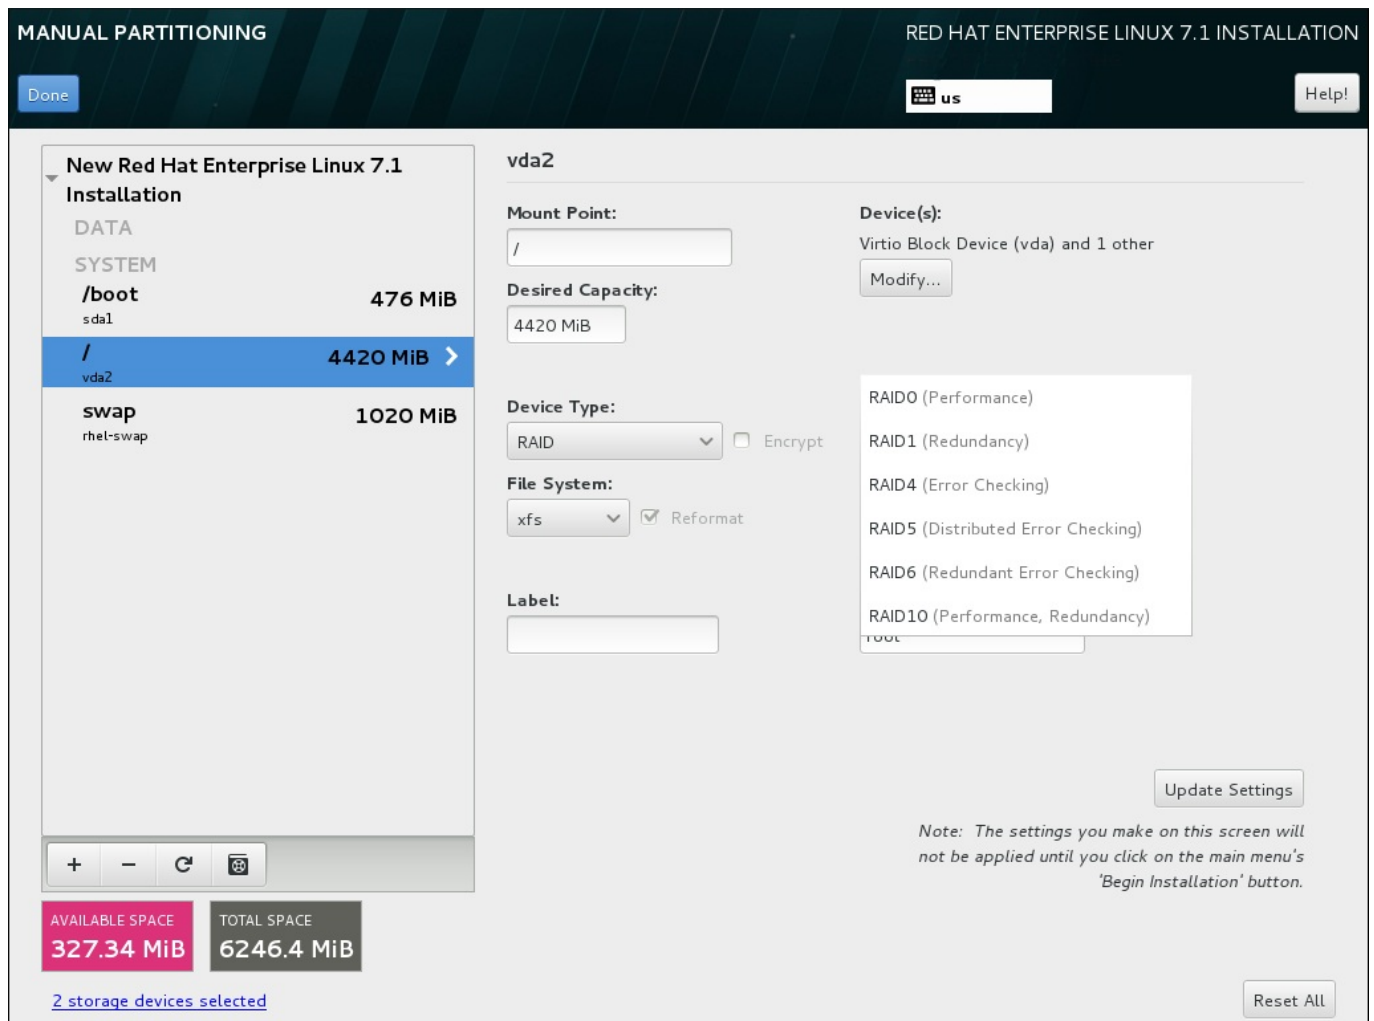 MANUAL PARTITIONING
RED HAT ENTERPRISE LINUX 7.1 INSTALLATION
Done
us
Help!
New Red Hat Enterprise Linux 7.1
Installation
DATA
SYSTEM
/boot
476 MiB
sda1
/
4420 MiB
vda2
swap
1020 MiB
rhel-swap
vda2
Mount Point:
/
Desired Capacity:
4420 MiB
Device(s):
Virtio Block Device (vda) and 1 other
Modify...
Device Type:
RAID
Encrypt
File System:
xfs
Reformat
Label:
RAID0 (Performance)
RAID1 (Redundancy)
RAID4 (Error Checking)
RAID5 (Distributed Error Checking)
RAID6 (Redundant Error Checking)
RAID10 (Performance, Redundancy)
root
Update Settings
Note: The settings you make on this screen will
not be applied until you click on the main menu's
'Begin Installation' button.
+
−
AVAILABLE SPACE
327.34 MiB
TOTAL SPACE
6246.4 MiB
2 storage devices selected
Reset All